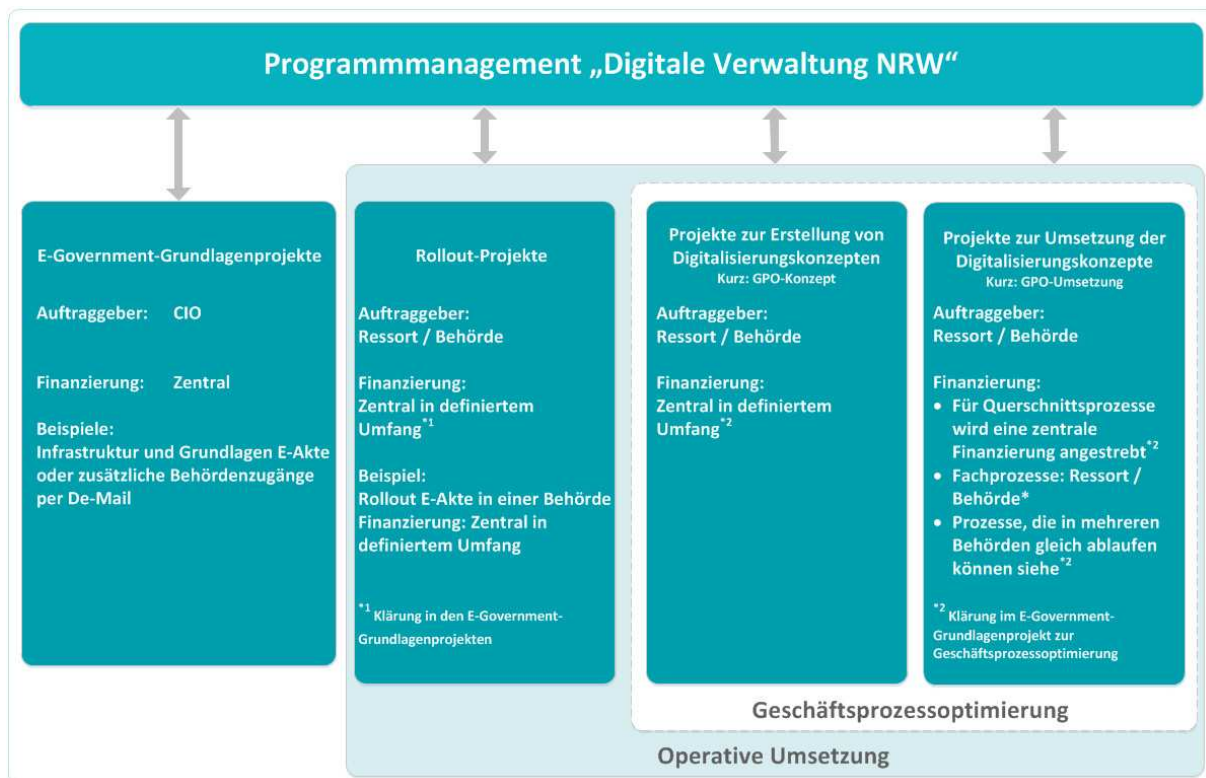 Programmmanagement „Digitale Verwaltung NRW“
E-Government-Grundlagenprojekte
Auftraggeber: CIO
Finanzierung: Zentral
Beispiele:
Infrastruktur und Grundlagen E-Akte
oder zusätzliche Behördenzugänge
per De-Mail
Rollout-Projekte
Auftraggeber:
Ressort / Behörde
Finanzierung:
Zentral in definiertem
Umfang*1
Beispiel:
Rollout E-Akte in einer Behörde
Finanzierung: Zentral in
definiertem Umfang
*1 Klärung in den E-Government-
Grundlagenprojekten
Projekte zur Erstellung von
Digitalisierungskonzepten
Kurz: GPO-Konzept
Auftraggeber:
Ressort / Behörde
Finanzierung:
Zentral in definiertem
Umfang*2
Projekte zur Umsetzung der
Digitalisierungskonzepte
Kurz: GPO-Umsetzung
Auftraggeber:
Ressort / Behörde
Finanzierung:
• Für Querschnittsprozesse
wird eine zentrale
Finanzierung angestrebt*2
• Fachprozesse: Ressort /
Behörde*
• Prozesse, die in mehreren
Behörden gleich ablaufen
können siehe*2
*2 Klärung im E-Government-
Grundlagenprojekt zur
Geschäftsprozessoptimierung
Geschäftsprozessoptimierung
Operative Umsetzung